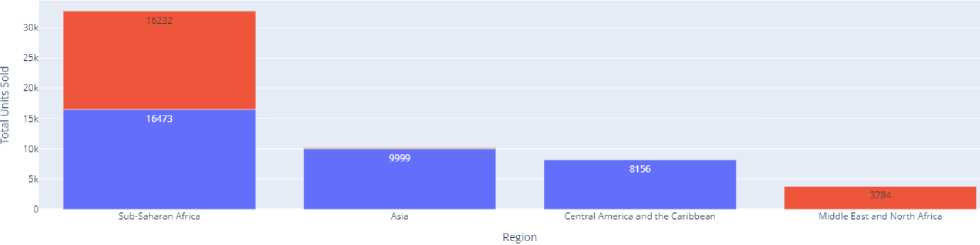 30k
25k
20k
15k
10k
5k
0
Total Units Sold
16232
16473
9999
8156
3784
Sub-Saharan Africa
Asia
Central America and the Caribbean
Middle East and North Africa
Region